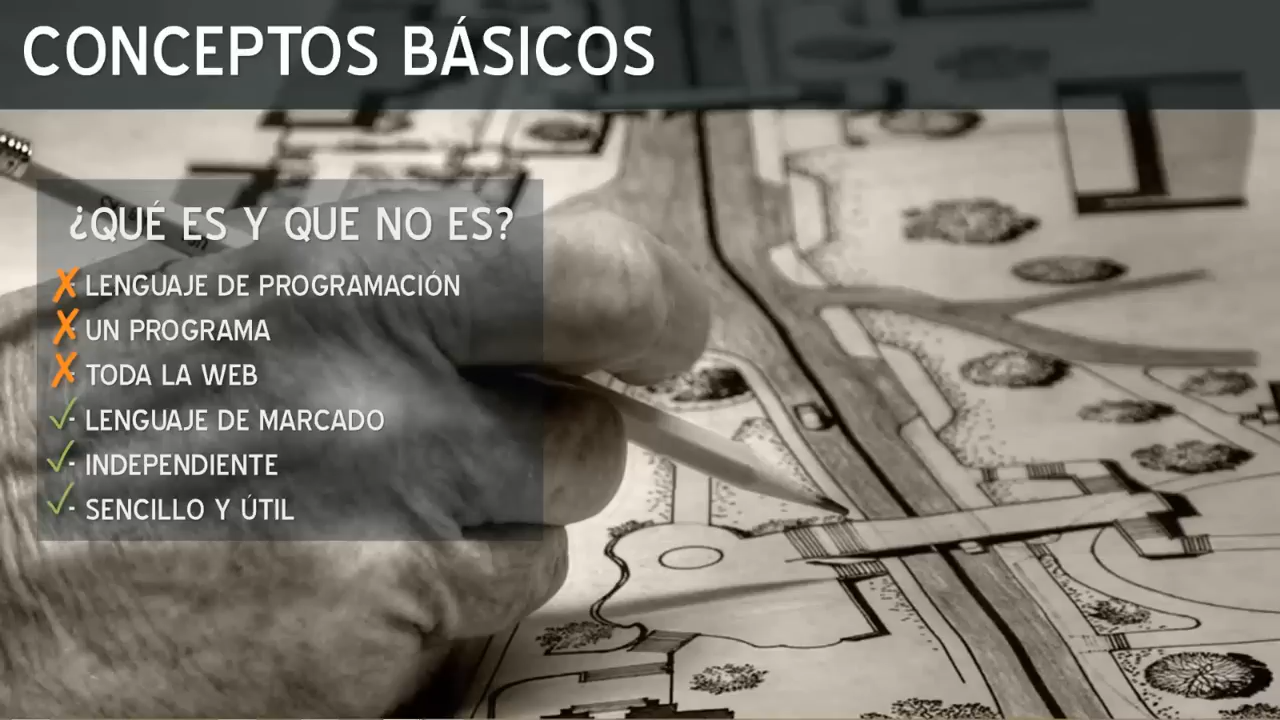 CONCEPTOS BÁSICOS
¿QUÉ ES Y QUE NO ES?
✗- LENGUAJE DE PROGRAMACIÓN
✗- UN PROGRAMA
✗- TODA LA WEB
✓- LENGUAJE DE MARCADO
✓- INDEPENDIENTE
✓- SENCILLO Y ÚTIL